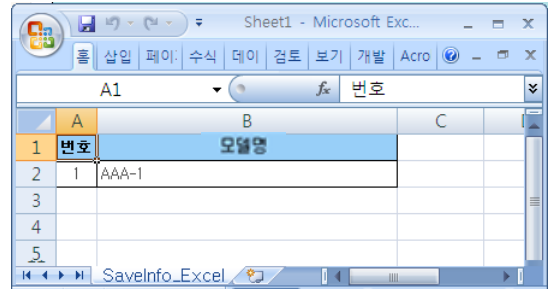 Sheet1 - Microsoft Exc...
홈 삽입 페이: 수식 데이 검토 보기 개발 Acro
A1 fx 번호
A B C
1 번호 모델명
2 1 AAA-1
3
4
5
SaveInfo_Excel